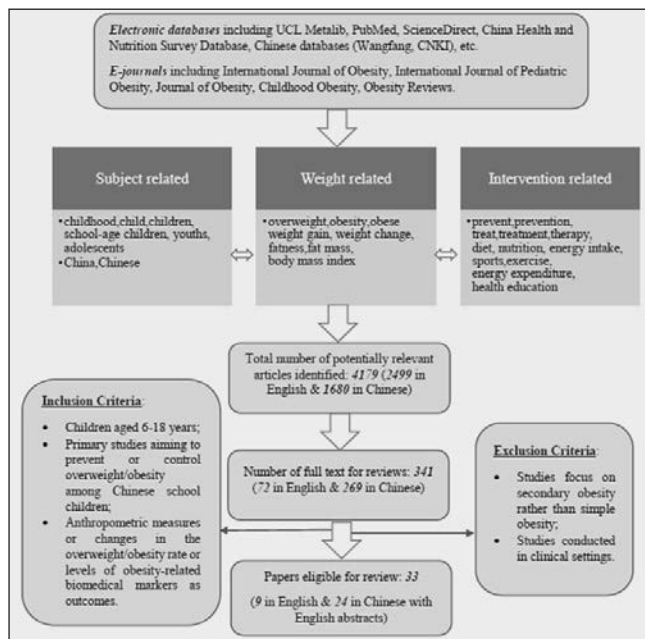 Electronic databases including UCL Metalib, PubMed, ScienceDirect, China Health and
Nutrition Survey Database, Chinese databases (Wangfang, CNKI), etc.
E-journals including International Journal of Obesity, International Journal of Pediatric
Obesity, Journal of Obesity, Childhood Obesity, Obesity Reviews.
Subject related
•childhood,child,children,
school-age children, youths,
adolescents
•China,Chinese
Weight related
•overweight,obesity,obese
weight gain, weight change,
fatness,fat mass,
body mass index
Intervention related
•prevent,prevention,
treat,treatment,therapy,
diet, nutrition, energy intake,
sports,exercise,
energy expenditure,
health education
Total number of potentially relevant
articles identified: 4179 (2499 in
English & 1680 in Chinese)
Inclusion Criteria:
• Children aged 6-18 years;
• Primary studies aiming to
prevent or control
overweight/obesity
among Chinese school
children;
• Anthropometric measures
or changes in the
overweight/obesity rate or
levels of obesity-related
biomedical markers as
outcomes.
Number of full text for reviews: 341
(72 in English & 269 in Chinese)
Exclusion Criteria:
• Studies focus on
secondary obesity
rather than simple
obesity;
• Studies conducted
in clinical settings.
Papers eligible for review: 33
(9 in English & 24 in Chinese with
English abstracts)